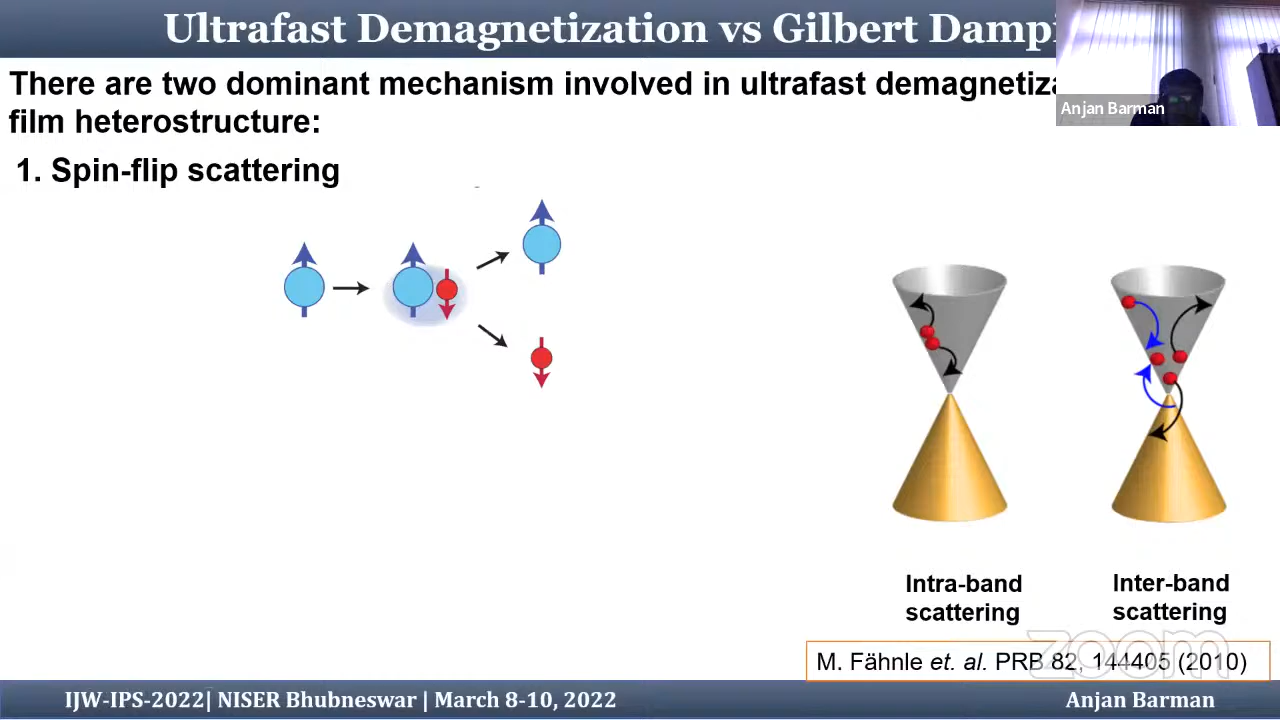 Ultrafast Demagnetization vs Gilbert
There are two dominant mechanism involved in ultrafast
film heterostructure:
1. Spin-flip scattering
Anjan Barman
Intra-band
scattering
Inter-band
scattering
zoom
M. Fähnle et. al. PRB 82, 144405 (2010)
IJW-IPS-2022| NISER Bhubneswar | March 8-10, 2022
Anjan Barman